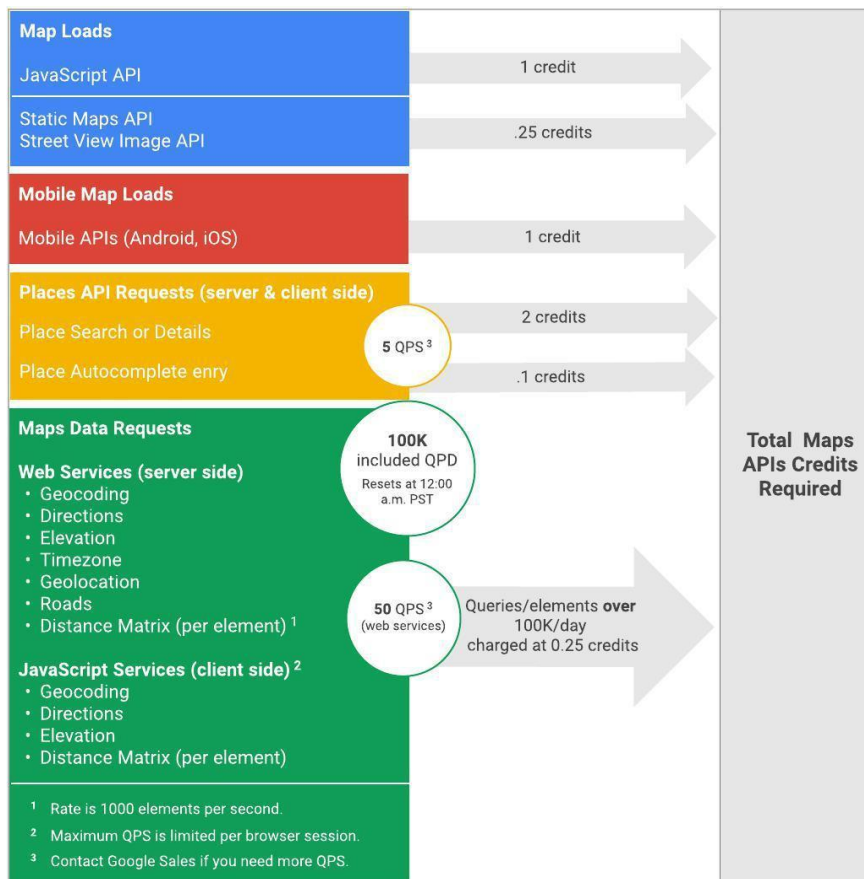 Map Loads
JavaScript API
1 credit
Static Maps API
Street View Image API
.25 credits
Mobile Map Loads
Mobile APIs (Android, iOS)
1 credit
Places API Requests (server & client side)
Place Search or Details
2 credits
5 QPS ³
Place Autocomplete enry
.1 credits
Maps Data Requests
100K
included QPD
Resets at 12:00
a.m. PST
Web Services (server side)
• Geocoding
• Directions
• Elevation
• Timezone
• Geolocation
• Roads
• Distance Matrix (per element) ¹
50 QPS ³
(web services)
Queries/elements over
100K/day
charged at 0.25 credits
JavaScript Services (client side) ²
• Geocoding
• Directions
• Elevation
• Distance Matrix (per element)
¹ Rate is 1000 elements per second.
² Maximum QPS is limited per browser session.
³ Contact Google Sales if you need more QPS.
Total Maps
APIs Credits
Required